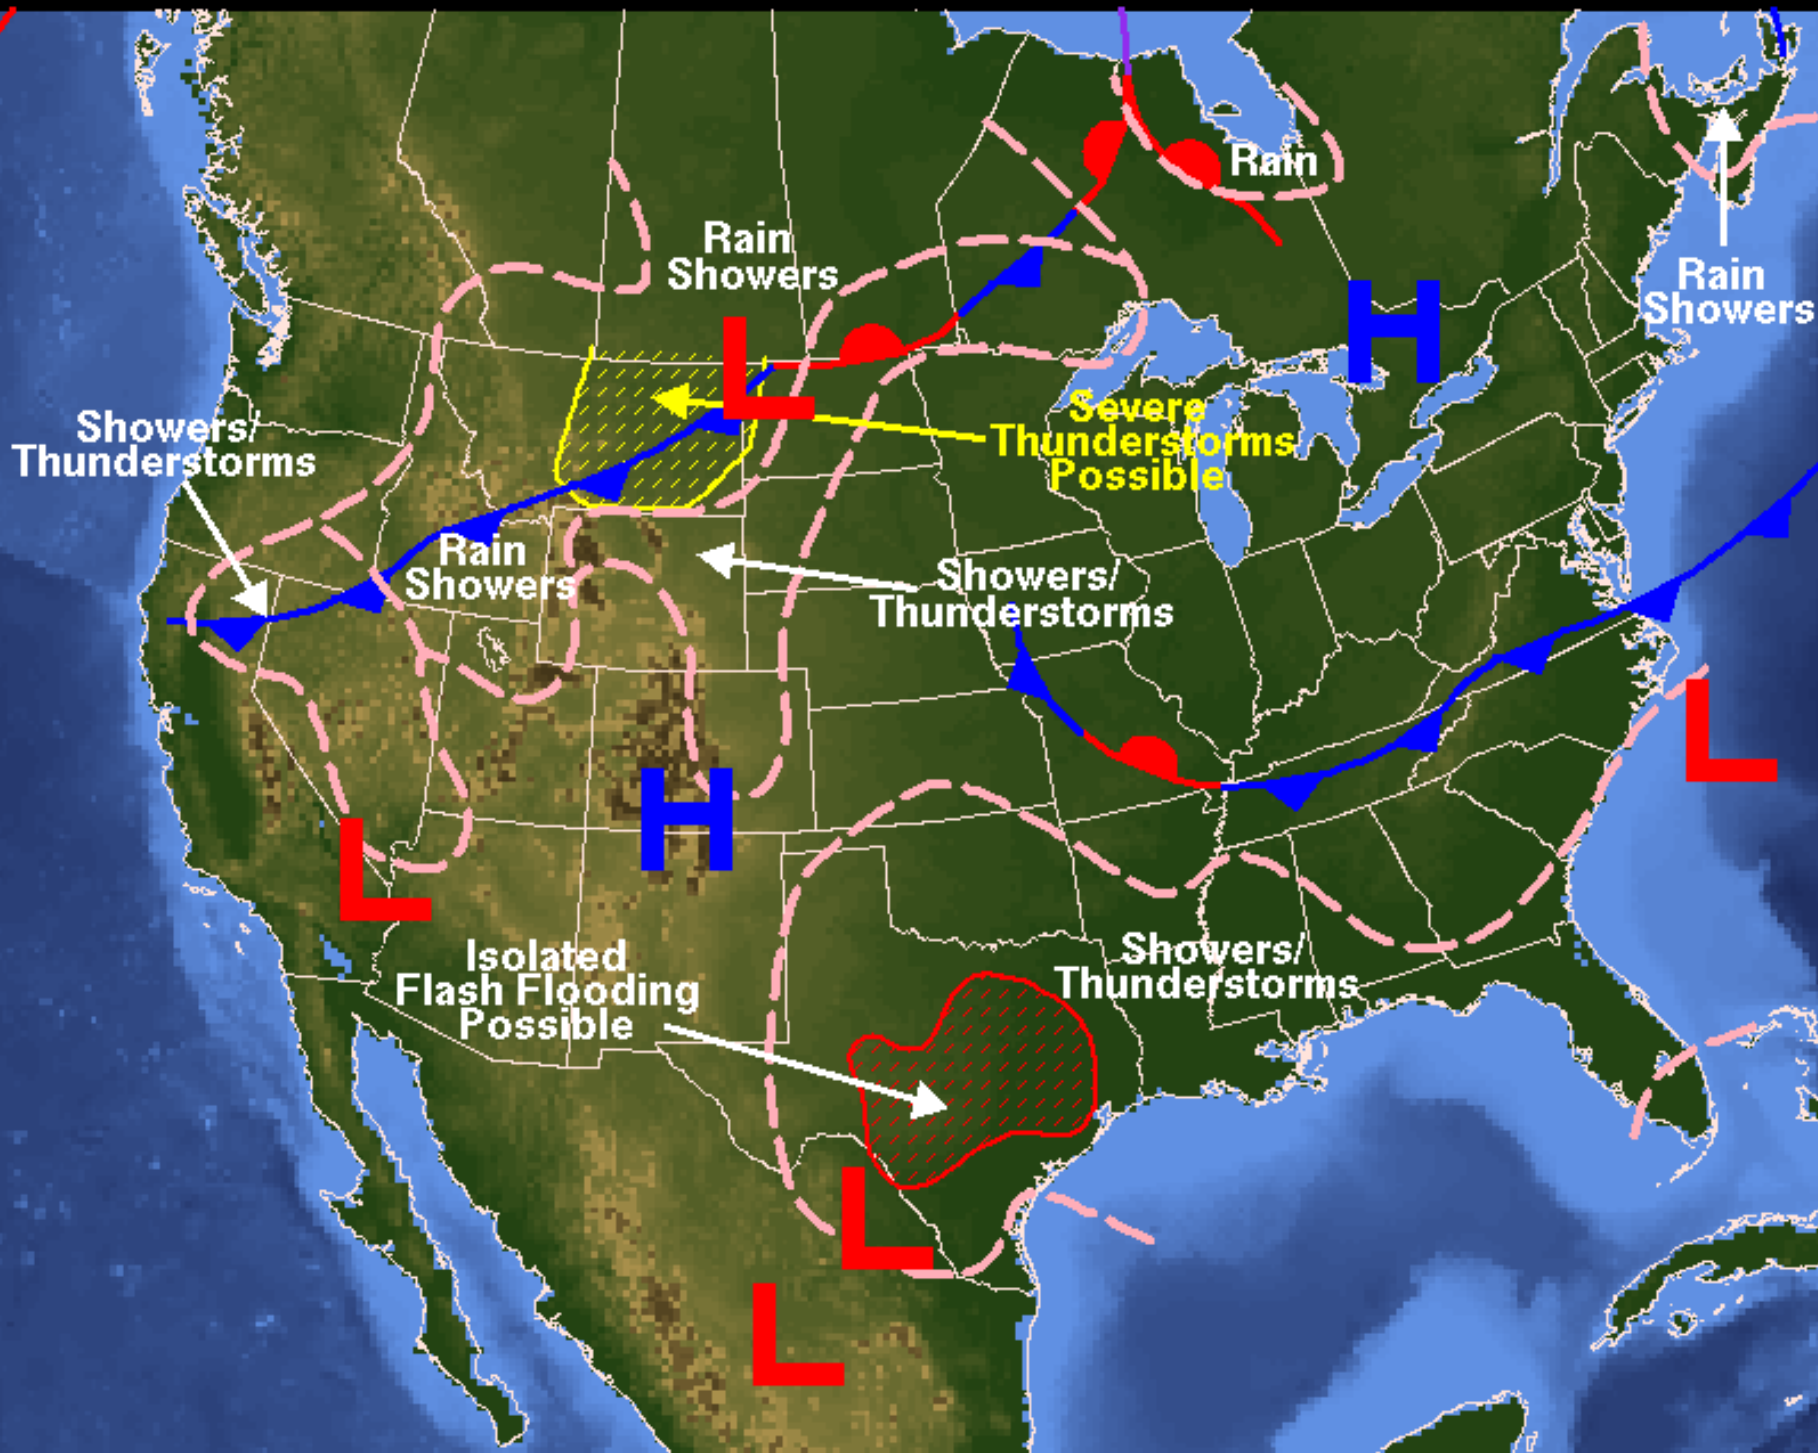 Rain
Rain
Showers
Rain
Showers
H
L
Severe
Thunderstorms
Possible
Showers/
Thunderstorms
Rain
Showers
Showers/
Thunderstorms
L
H
L
Isolated
Flash Flooding
Possible
Showers/
Thunderstorms
L
L